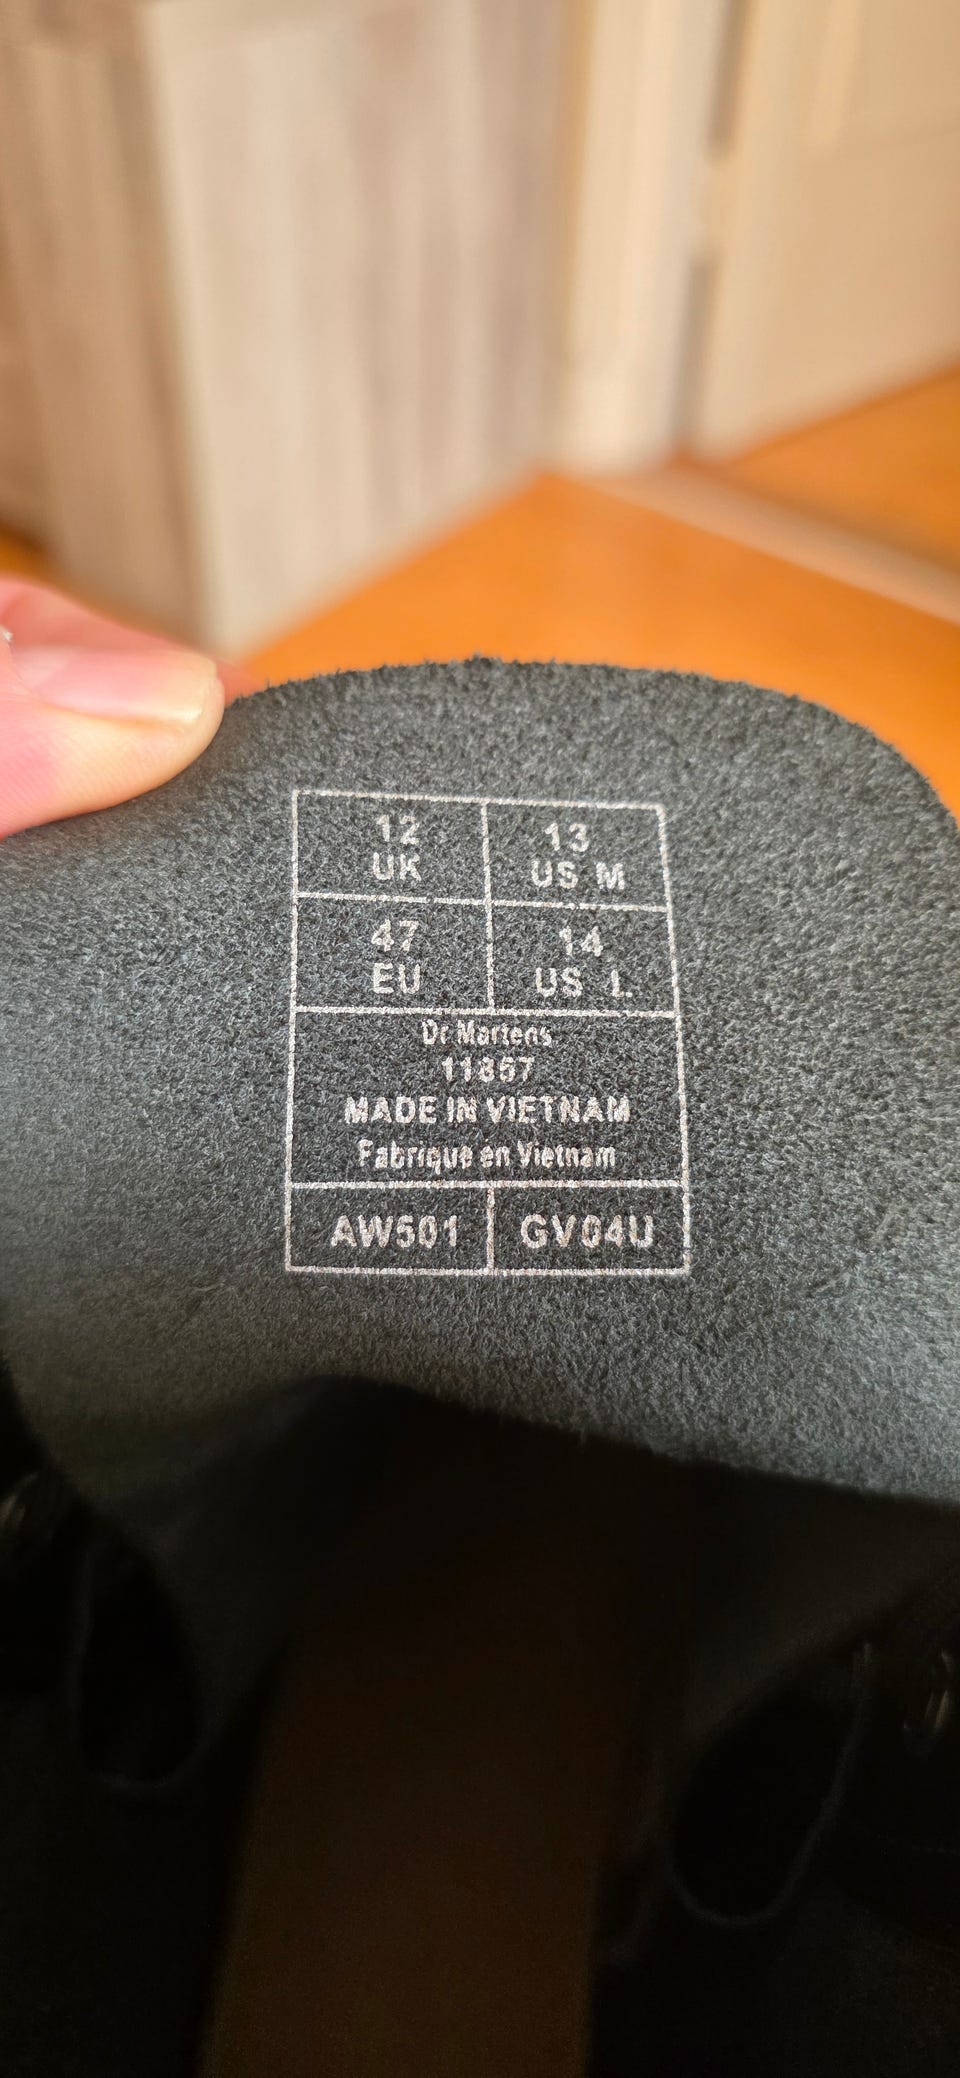 12
UK
13
US M
47
EU
14
US L
Dr Martens
11857
MADE IN VIETNAM
Fabrique en Vietnam
AW501
GV04U